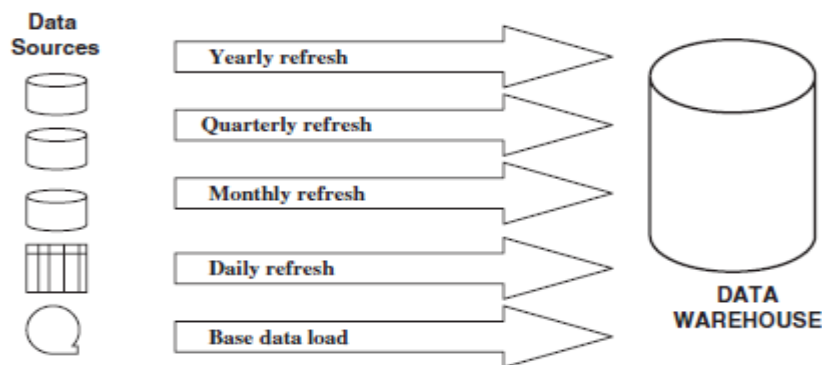 Data
Sources
Yearly refresh
Quarterly refresh
Monthly refresh
Daily refresh
Base data load
DATA
WAREHOUSE